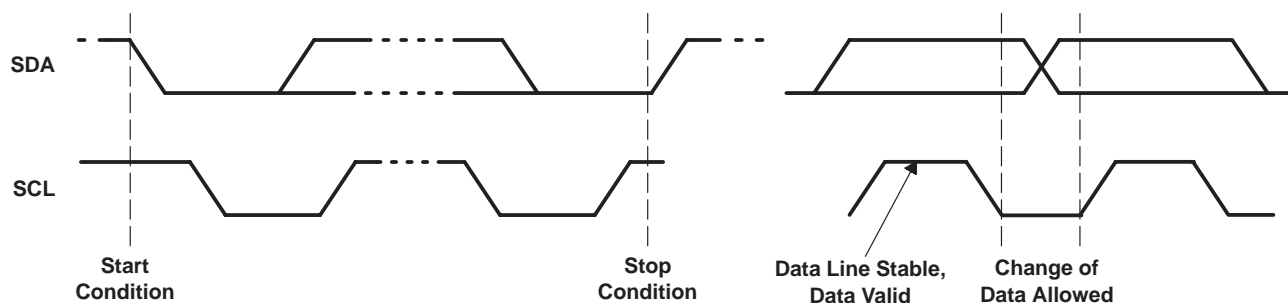 SDA
SCL
Start
Condition
Stop
Condition
Data Line Stable,
Data Valid
Change of
Data Allowed